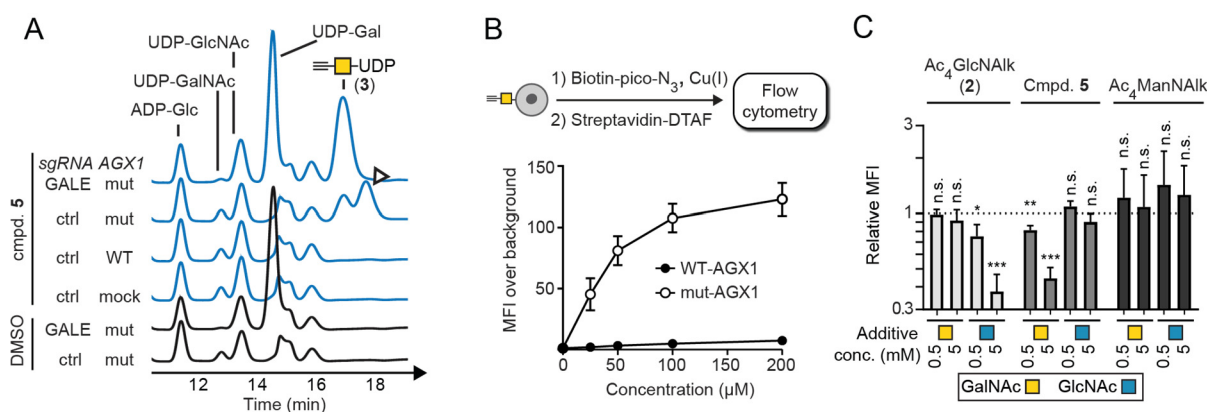 A
UDP-GlcNAc
UDP-Gal
UDP-GalNAc
UDP
(3)
ADP-Glc
sgRNA AGX1
GALE mut
ctrl mut
ctrl WT
ctrl mock
GALE mut
ctrl mut
cmpd. 5
DMSO
12 14 16 18
Time (min)
B
1) Biotin-pico-N3, Cu(I)
2) Streptavidin-DTAF
Flow
cytometry
MFI over background
150
100
50
WT-AGX1
mut-AGX1
0 50 100 150 200
Concentration (µM)
C
Ac4GlcNAlk
(2)
Cmpd. 5
Ac4ManNAlk
Relative MFI
3
1
0.3
n.s. n.s. * *** ** *** n.s. n.s. n.s. n.s. n.s. n.s.
Additive
conc. (mM)
0.5 5 0.5 5 0.5 5 0.5 5 0.5 5 0.5 5
GalNAc GlcNAc